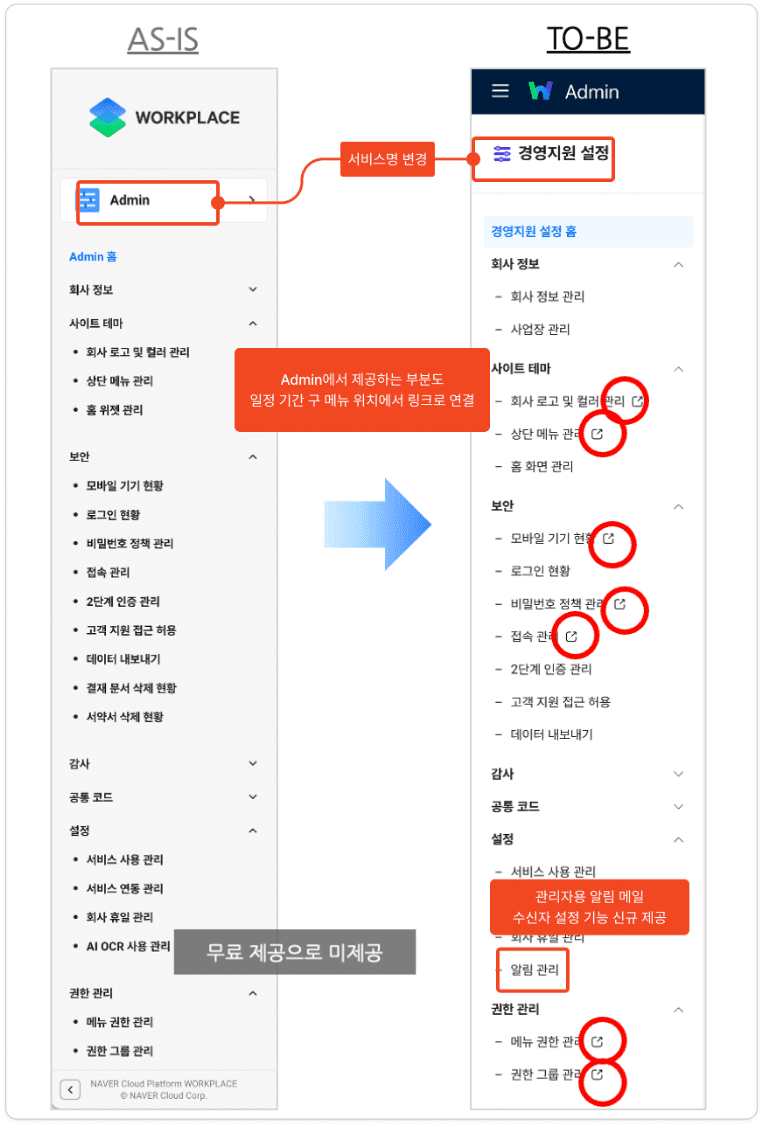 AS-IS
WORKPLACE
Admin
Admin 홈
회사 정보
사이트 테마
회사 로고 및 컬러 관리
상단 메뉴 관리
홈 위젯 관리
보안
모바일 기기 현황
로그인 현황
비밀번호 정책 관리
접속 관리
2단계 인증 관리
고객 지원 접근 허용
데이터 내보내기
결재 문서 삭제 현황
서약서 삭제 현황
감사
공통 코드
설정
서비스 사용 관리
서비스 연동 관리
회사 휴일 관리
AI OCR 사용 관리
무료 제공으로 미제공
권한 관리
메뉴 권한 관리
권한 그룹 관리
NAVER Cloud Platform WORKPLACE
© NAVER Cloud Corp.
서비스명 변경
Admin에서 제공하는 부분도
일정 기간 구 메뉴 위치에서 링크로 연결
TO-BE
Admin
경영지원 설정
경영지원 설정 홈
회사 정보
– 회사 정보 관리
– 사업장 관리
사이트 테마
– 회사 로고 및 컬러 관리
– 상단 메뉴 관리
– 홈 화면 관리
보안
– 모바일 기기 현황
– 로그인 현황
– 비밀번호 정책 관리
– 접속 관리
– 2단계 인증 관리
– 고객 지원 접근 허용
– 데이터 내보내기
감사
공통 코드
설정
– 서비스 사용 관리
관리자용 알림 메일
수신자 설정 기능 신규 제공
회사 휴일 관리
알림 관리
권한 관리
– 메뉴 권한 관리
– 권한 그룹 관리